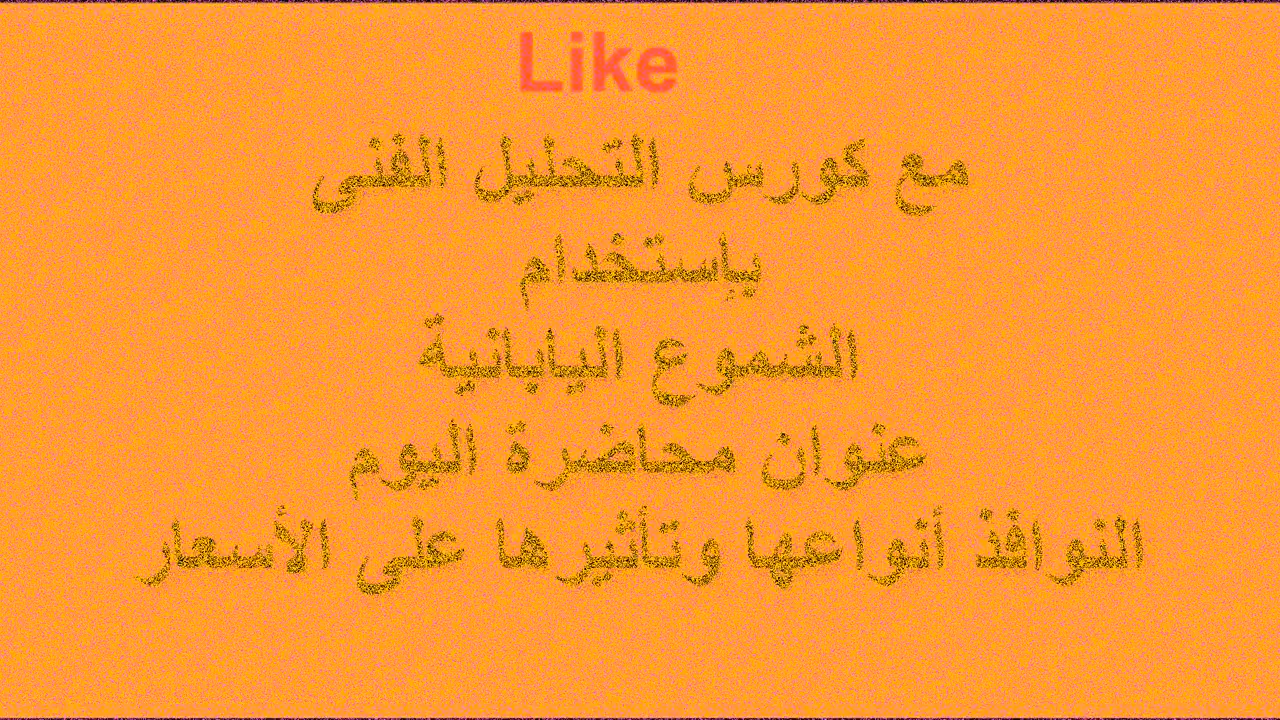 Like
مع كورس التحليل الفنى
بإستخدام
الشموع اليابانية
عنوان محاضرة اليوم
النوافذ أنواعها وتأثيرها على الأسعار